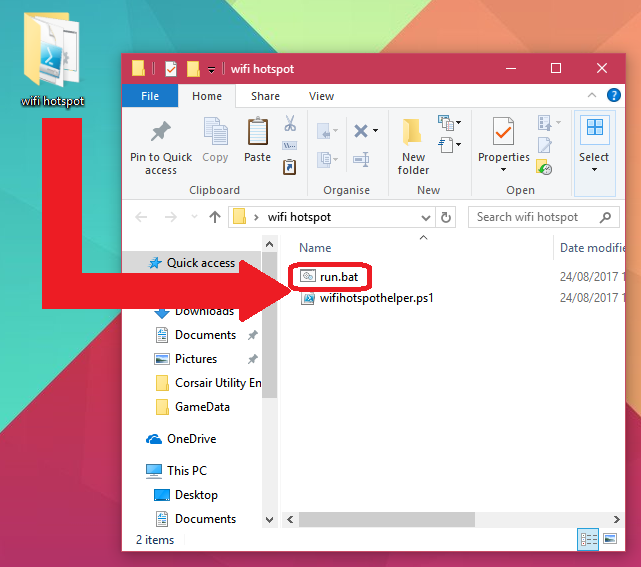 wifi hotspot
wifi hotspot
File Home Share View
Pin to Quick access
Copy
Paste
W...
New folder
Properties
Select
Clipboard Organise New Open
wifi hotspot
Search wifi hotspot
Name
Date modifie
Quick access
run.bat
24/08/2017 1
wifihotspothelper.ps1
24/08/2017 1
Downloads
Documents
Pictures
Corsair Utility En
GameData
OneDrive
This PC
Desktop
Documents
2 items